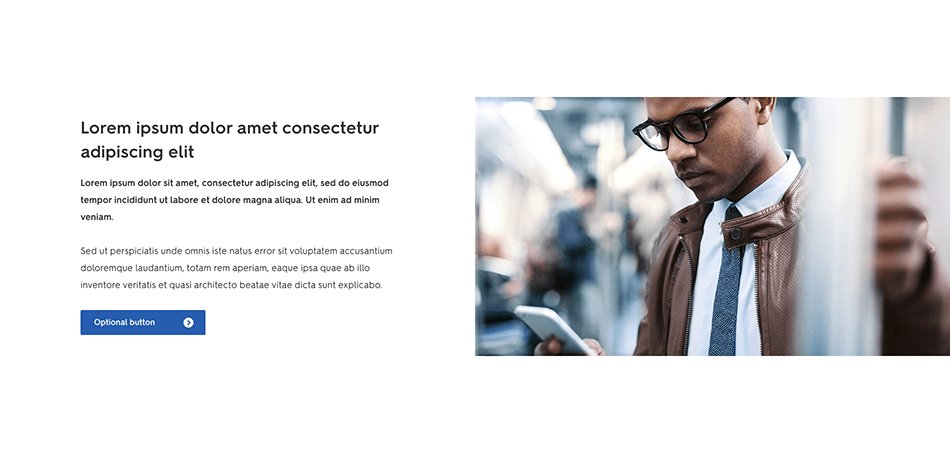 Lorem ipsum dolor amet consectetur
adipiscing elit
Lorem ipsum dolor sit amet, consectetur adipiscing elit, sed do eiusmod
tempor incididunt ut labore et dolore magna aliqua. Ut enim ad minim
veniam.
Sed ut perspiciatis unde omnis iste natus error sit voluptatem accusantium
doloremque laudantium, totam rem aperiam, eaque ipsa quae ab illo
inventore veritatis et quasi architecto beatae vitae dicta sunt explicabo.
Optional button